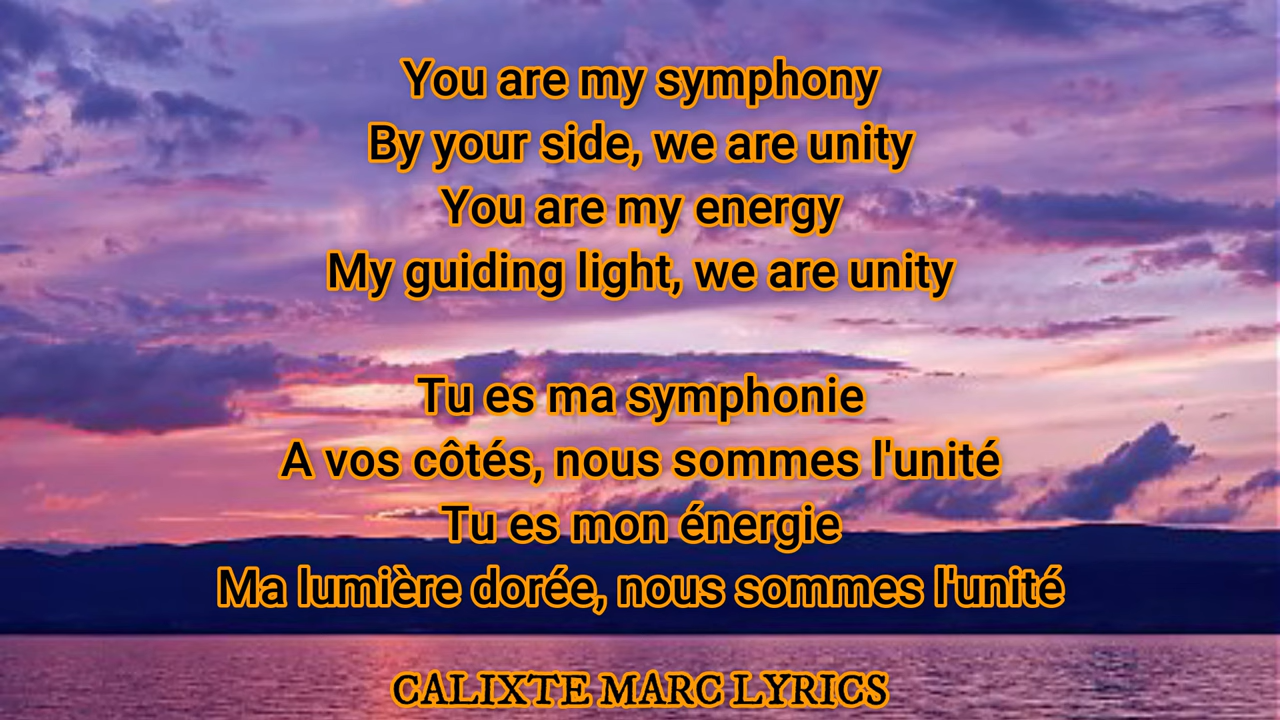 You are my symphony
By your side, we are unity
You are my energy
My guiding light, we are unity
Tu es ma symphonie
A vos côtés, nous sommes l'unité
Tu es mon énergie
Ma lumière dorée, nous sommes l'unité
CALIXTE MARC LYRICS